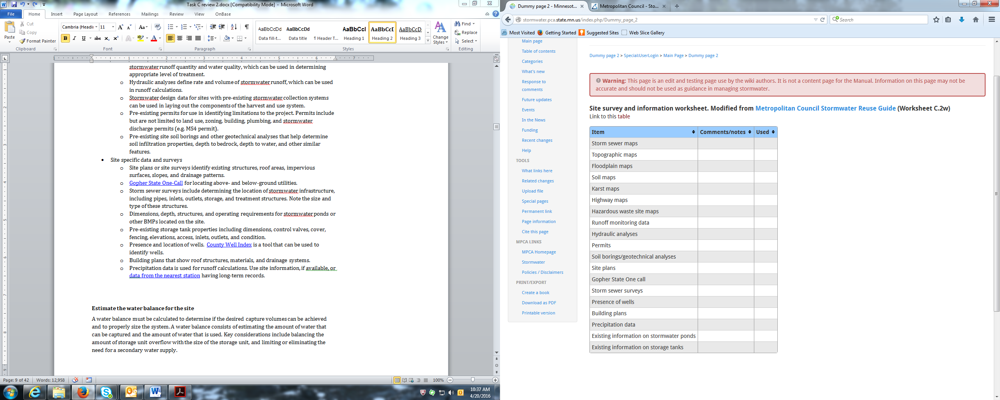 Task C review 2.docx [Compatibility Mode] - Microsoft Word
File Home Insert Page Layout References Mailings Review View OnBase
Paste
Cut
Copy
Format Painter
Clipboard
Cambria (Headi 11
Font
Paragraph
AaBbCcDd AaBbCcDd AaBbCcI AaBbCcI AaBbCcD
Data fill-t... Data title ¶ Header T... Heading 1 Heading 2 Heading 3
Change Styles
Styles
Find
Replace
Select
Editing
stormwater runoff quantity and water quality, which can be used in determining
appropriate level of treatment.
o Hydraulic analyses define rate and volume of stormwater runoff, which can be used
in runoff calculations.
o Stormwater design data for sites with pre-existing stormwater collection systems
can be used in laying out the components of the harvest and use system.
o Pre-existing permits for use in identifying limitations to the project. Permits include
but are not limited to land use, zoning, building, plumbing, and stormwater
discharge permits (e.g. MS4 permit).
o Pre-existing site soil borings and other geotechnical analyses that help determine
soil infiltration properties, depth to bedrock, depth to water, and other similar
features.
• Site specific data and surveys
o Site plans or site surveys identify existing structures, roof areas, impervious
surfaces, slopes, and drainage patterns.
o Gopher State One-Call for locating above- and below-ground utilities.
o Storm sewer surveys include determining the location of stormwater infrastructure,
including pipes, inlets, outlets, storage, and treatment structures. Note the size and
type of these structures.
o Dimensions, depth, structures, and operating requirements for stormwater ponds or
other BMPs located on the site.
o Pre-existing storage tank properties including dimensions, control valves, cover,
fencing, elevations, access, inlets, outlets, and condition.
o Presence and location of wells. County Well Index is a tool that can be used to
identify wells.
o Building plans that show roof structures, materials, and drainage systems.
o Precipitation data is used for runoff calculations. Use site information, if available, or
data from the nearest station having long-term records.
Estimate the water balance for the site
A water balance must be calculated to determine if the desired capture volumes can be achieved
and to properly size the system. A water balance consists of estimating the amount of water that
can be captured and the amount of water that is used. Key considerations include balancing the
amount of storage unit overflow with the size of the storage unit, and limiting or eliminating the
need for a secondary water supply.
Page: 9 of 42 Words: 12,958 100%
10:37 AM
4/20/2016
Dummy page 2 - Minnesot... Metropolitan Council - Sto...
stormwater.pca.state.mn.us/index.php/Dummy_page_2
Search
Most Visited Getting Started Suggested Sites Web Slice Gallery
Main page
Table of contents
Categories
What's new
Response to
comments
Future updates
Events
In the News
Funding
Recent changes
Help
TOOLS
What links here
Related changes
Upload file
Special pages
Permanent link
Page information
Cite this page
MPCA LINKS
MPCA Homepage
Stormwater
Policies / Disclaimers
PRINT/EXPORT
Create a book
Download as PDF
Printable version
Dummy page 2 > Special:UserLogin > Main Page > Dummy page 2
Warning: This page is an edit and testing page use by the wiki authors. It is not a content page for the Manual. Information on this page may not be
accurate and should not be used as guidance in managing stormwater.
Site survey and information worksheet. Modified from Metropolitan Council Stormwater Reuse Guide (Worksheet C.2w)
Link to this table
Item Comments/notes Used
Storm sewer maps
Topographic maps
Floodplain maps
Soil maps
Karst maps
Highway maps
Hazardous waste site maps
Runoff monitoring data
Hydraulic analyses
Permits
Soil borings/geotechnical analyses
Site plans
Gopher State One call
Storm sewer surveys
Presence of wells
Building plans
Precipitation data
Existing information on stormwater ponds
Existing information on storage tanks